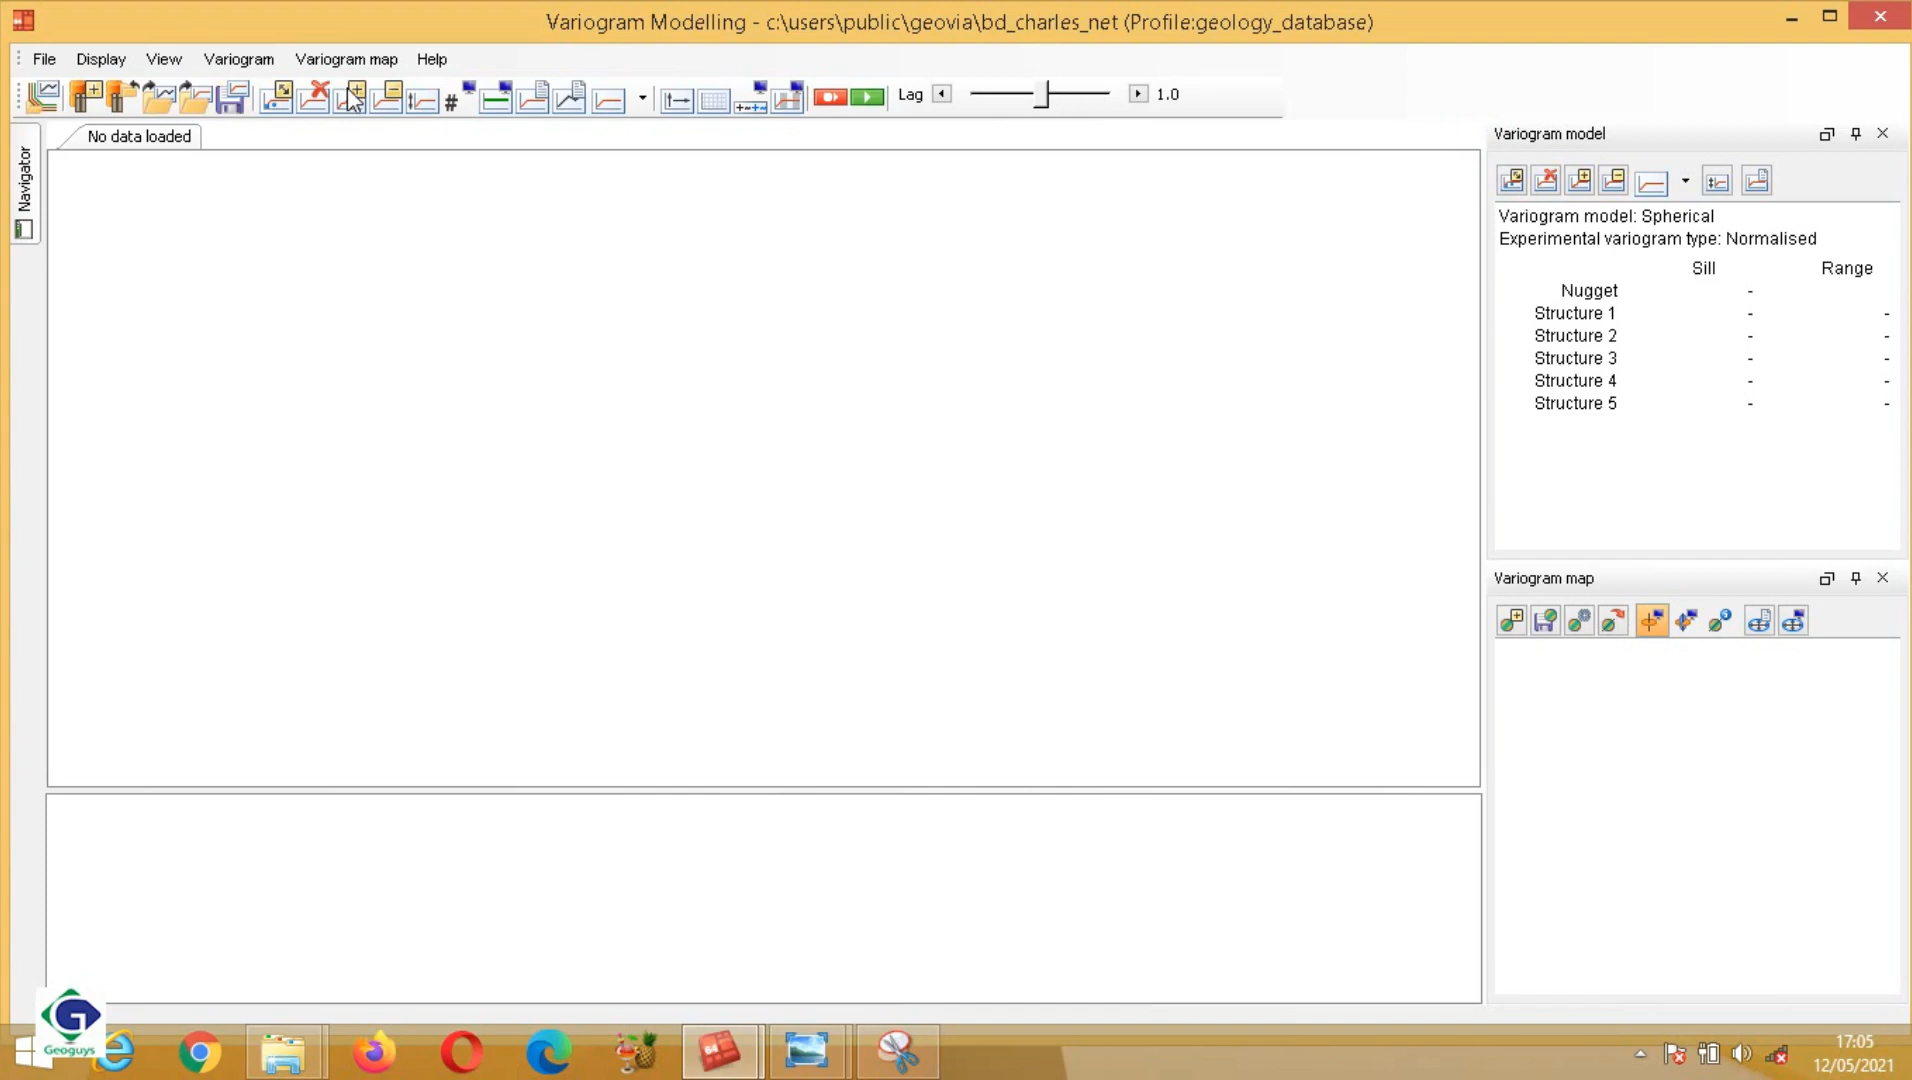 Variogram Modelling - c:\users\public\geovia\bd_charles_net (Profile:geology_database)
File Display View Variogram Variogram map Help
# Lag 1.0
Navigator
No data loaded
Variogram model
Variogram model: Spherical
Experimental variogram type: Normalised
Sill Range
Nugget -
Structure 1 - -
Structure 2 - -
Structure 3 - -
Structure 4 - -
Structure 5 - -
Variogram map
G
Geoguys
64
17:05
12/05/2021